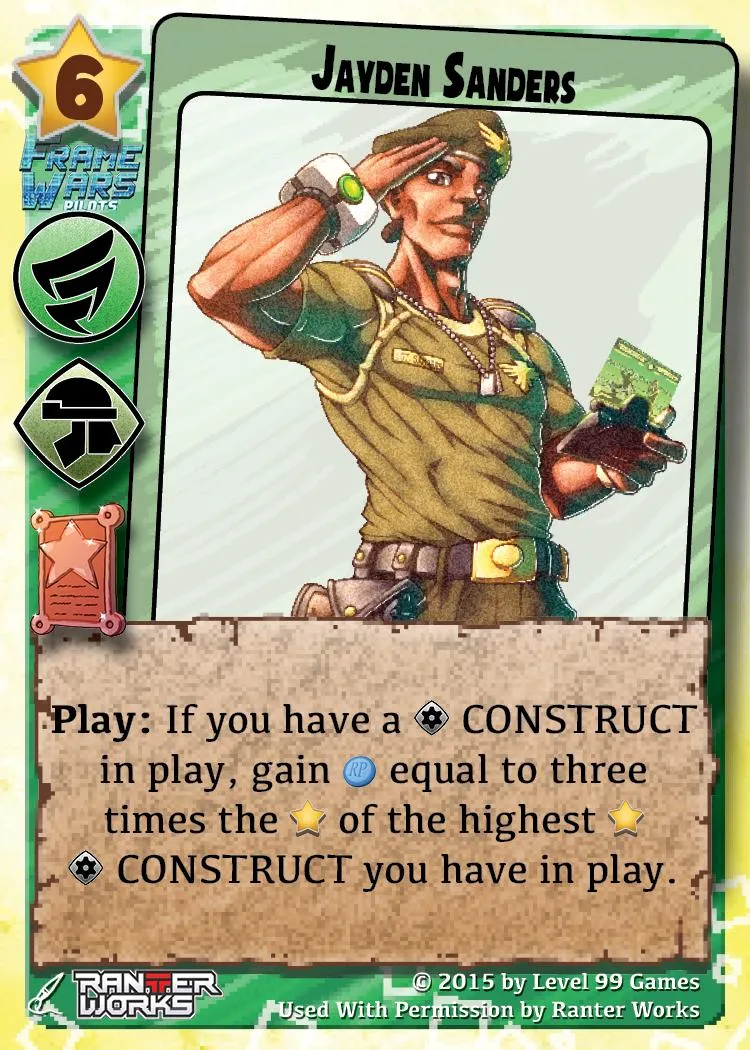 6
Jayden Sanders
FRAME
WARS
PILOTS
Play: If you have a CONSTRUCT
in play, gain RP equal to three
times the of the highest
CONSTRUCT you have in play.
RANTER
WORKS
© 2015 by Level 99 Games
Used With Permission by Ranter Works